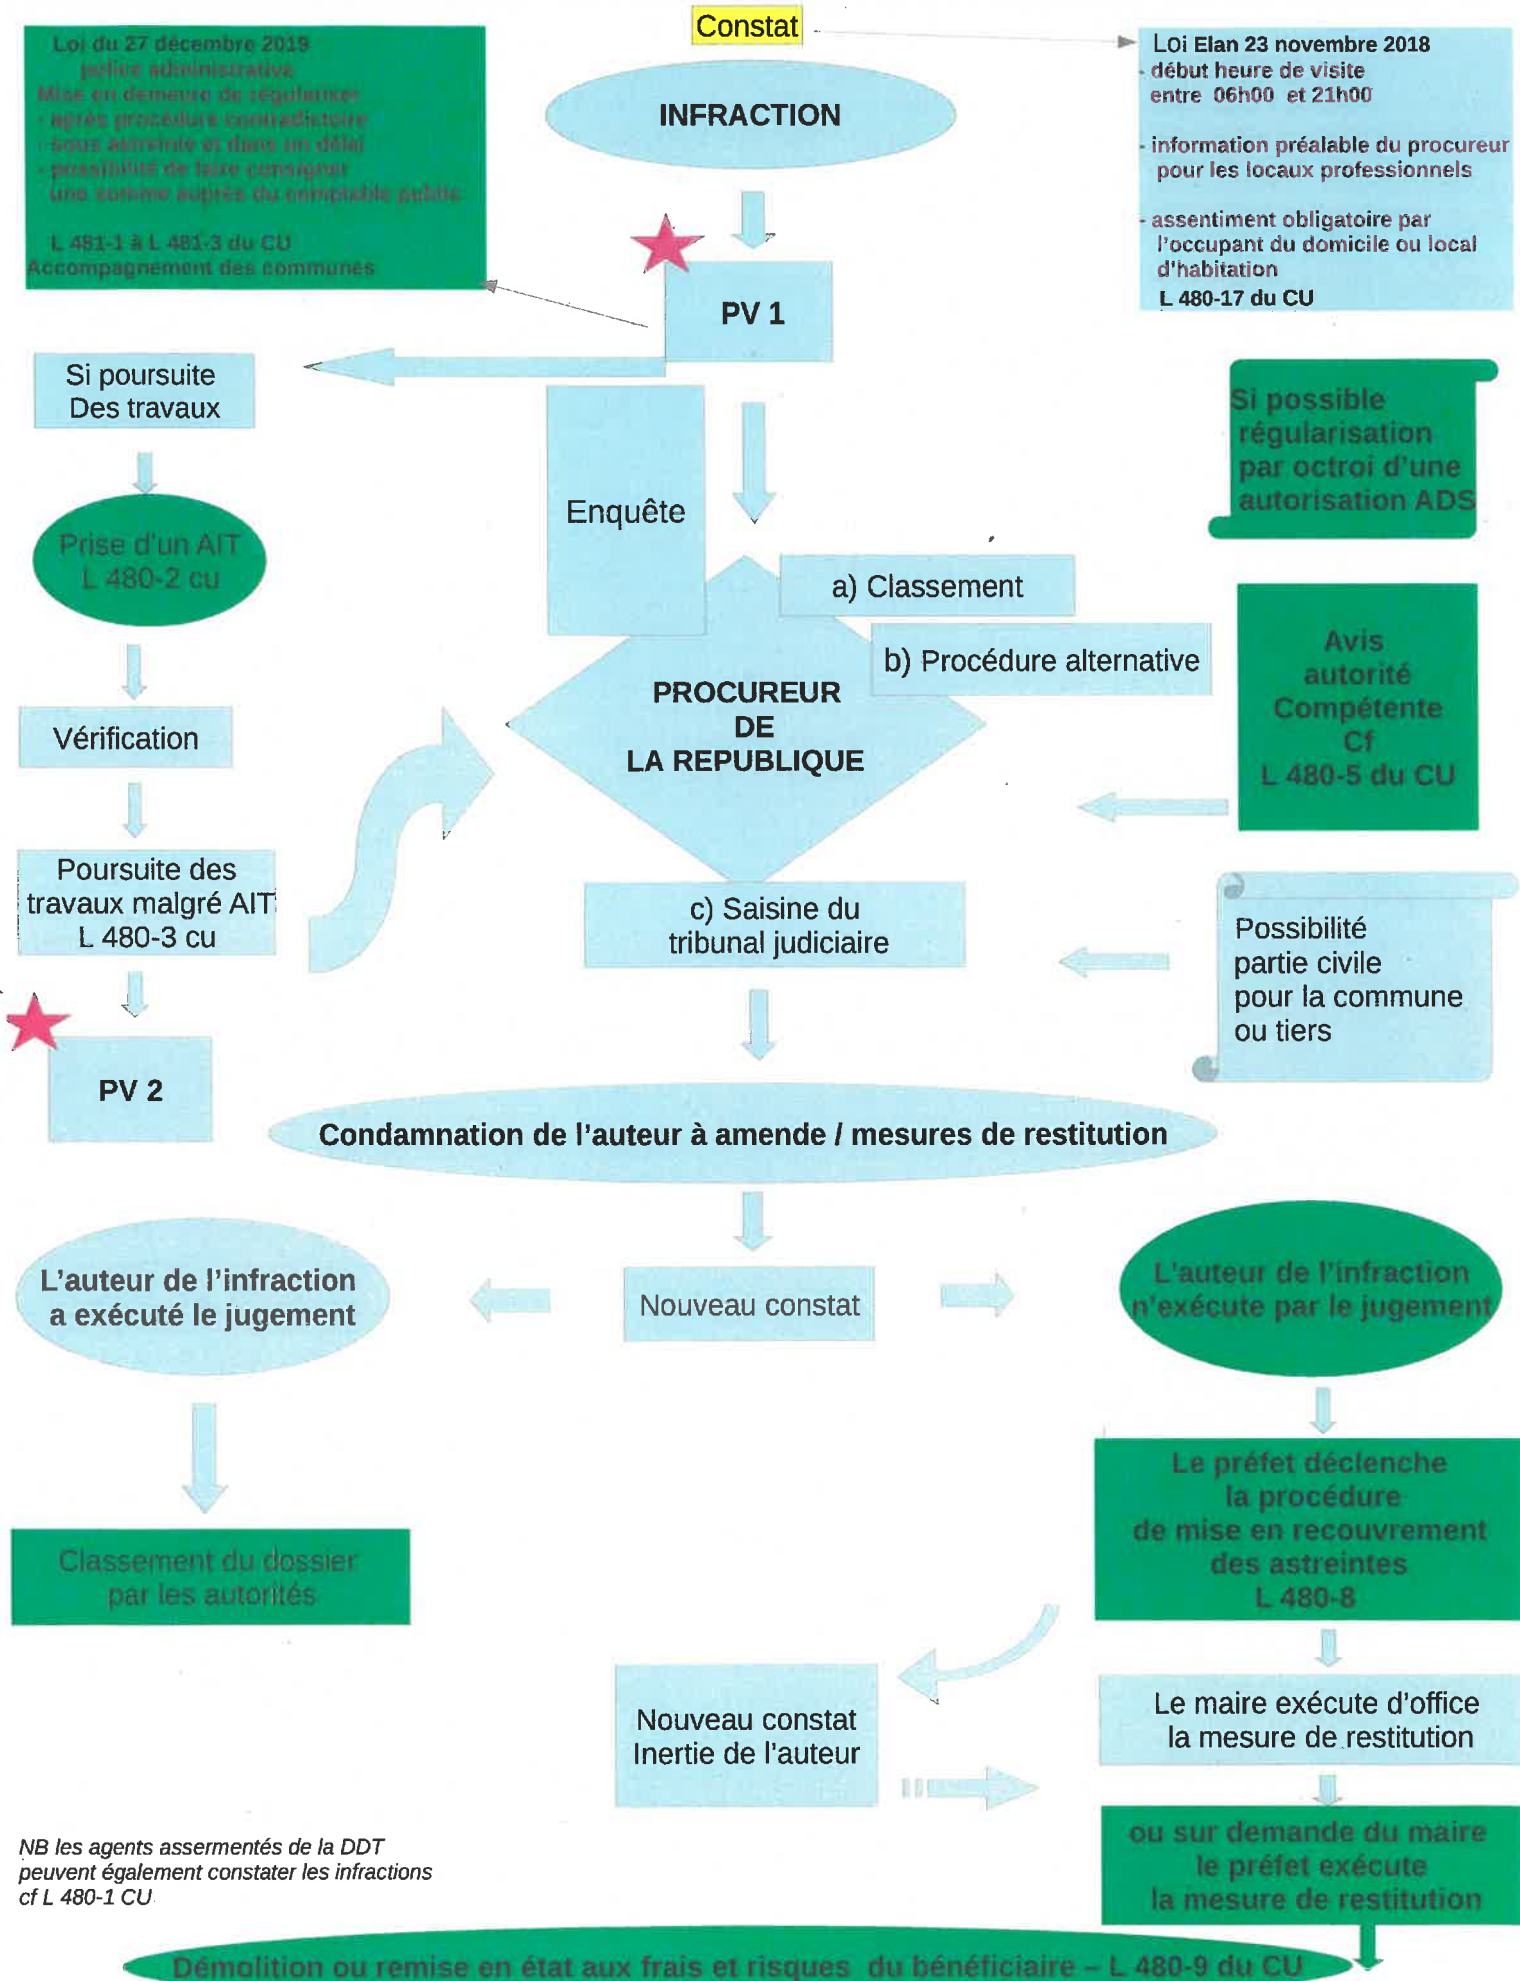 Constat
Loi du 27 décembre 2019
police administrative
Mise en demeure de régulariser
- après procédure contradictoire
- sous astreinte et dans un délai
- possibilité de faire consigner
une somme auprès du comptable public
L 481-1 à L 481-3 du CU
Accompagnement des communes
INFRACTION
Loi Elan 23 novembre 2018
- début heure de visite
entre 06h00 et 21h00
- information préalable du procureur
pour les locaux professionnels
- assentiment obligatoire par
l'occupant du domicile ou local
d'habitation
L 480-17 du CU
PV 1
Si poursuite
Des travaux
Si possible
régularisation
par octroi d'une
autorisation ADS
Enquête
Prise d'un AIT
L 480-2 cu
a) Classement
b) Procédure alternative
PROCUREUR
DE
LA REPUBLIQUE
Avis
autorité
Compétente
Cf
L 480-5 du CU
Vérification
Poursuite des
travaux malgré AIT
L 480-3 cu
c) Saisine du
tribunal judiciaire
Possibilité
partie civile
pour la commune
ou tiers
PV 2
Condamnation de l'auteur à amende / mesures de restitution
L'auteur de l'infraction
a exécuté le jugement
Nouveau constat
L'auteur de l'infraction
n'exécute par le jugement
Le préfet déclenche
la procédure
de mise en recouvrement
des astreintes
L 480-8
Classement du dossier
par les autorités
Nouveau constat
Inertie de l'auteur
Le maire exécute d'office
la mesure de restitution
ou sur demande du maire
le préfet exécute
la mesure de restitution
NB les agents assermentés de la DDT
peuvent également constater les infractions
cf L 480-1 CU
Démolition ou remise en état aux frais et risques du bénéficiaire – L 480-9 du CU